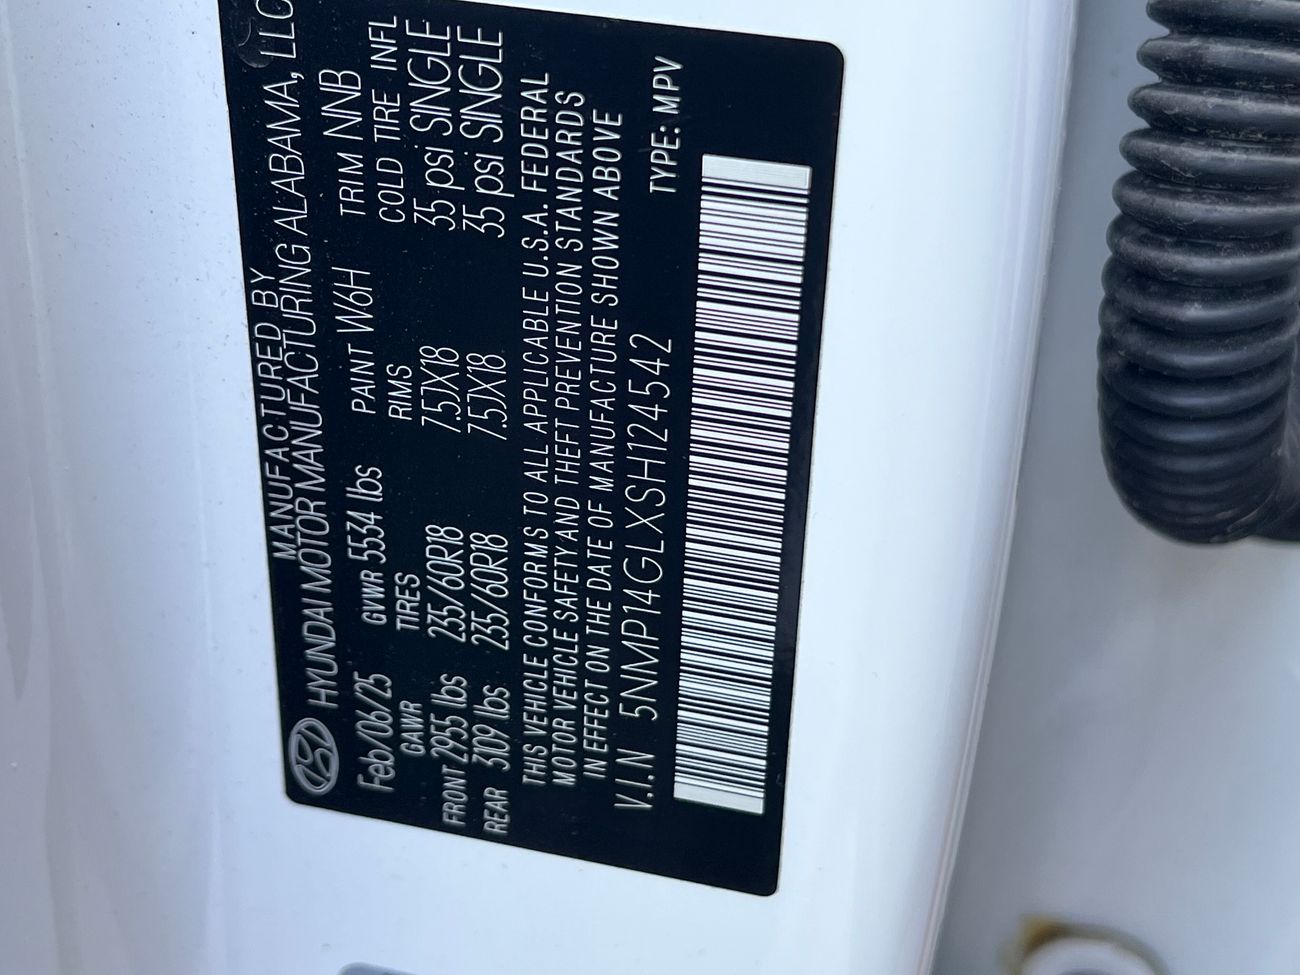 MANUFACTURED BY
HYUNDAI MOTOR MANUFACTURING ALABAMA, LLC
Feb/06/25 GVWR 5534 lbs PAINT W6H TRIM NNB
GAWR TIRES RIMS COLD TIRE INFL
FRONT 2955 lbs 235/60R18 7.5JX18 35 psi SINGLE
REAR 3109 lbs 235/60R18 7.5JX18 35 psi SINGLE
THIS VEHICLE CONFORMS TO ALL APPLICABLE U.S.A. FEDERAL
MOTOR VEHICLE SAFETY AND THEFT PREVENTION STANDARDS
IN EFFECT ON THE DATE OF MANUFACTURE SHOWN ABOVE
V.I.N 5NMP14GLXSH124542 TYPE: MPV